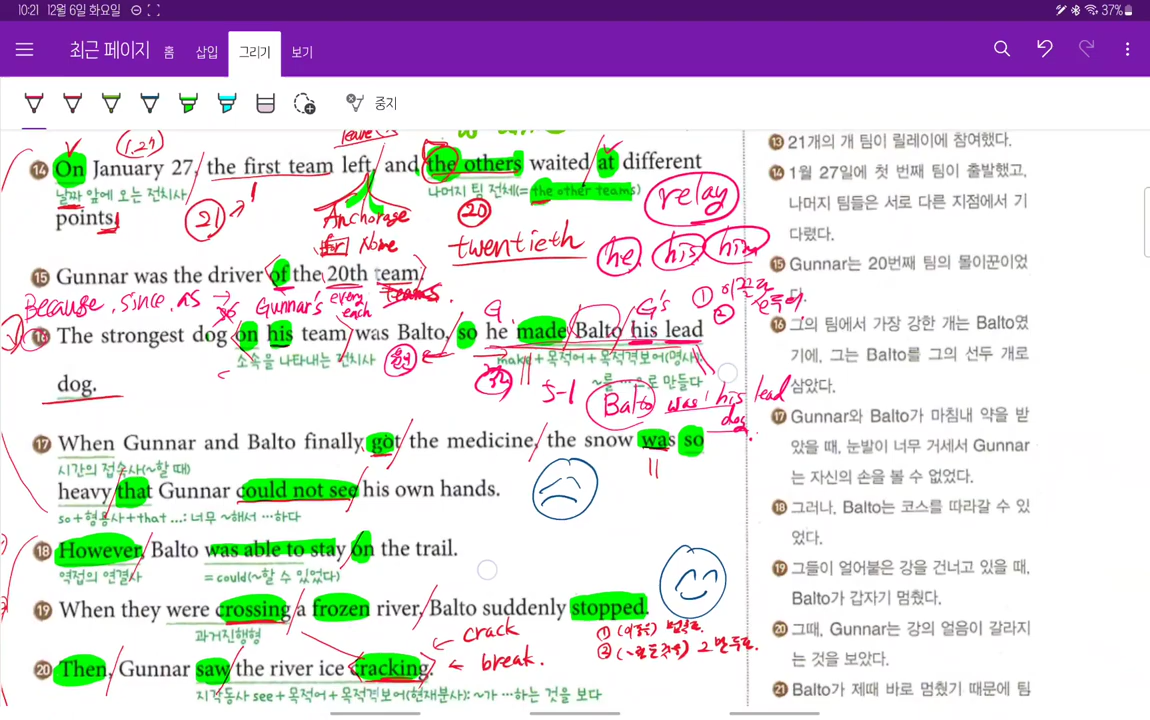 10:21 12월 6일 화요일 37%
최근 페이지 홈 삽입 그리기 보기
중지
(1.27)
⑭ On January 27, the first team left, and the others waited at different
날짜 앞에 오는 전치사 나머지 팀 전체(= the other teams)
points.
21 → 1
Anchorage
Nome
20
relay
twentieth
he his him
⑮ Gunnar was the driver of the 20th team.
Because, since, as
Gunnar's every each teams
G. G's
⑯ The strongest dog on his team was Balto, so he made Balto his lead
소속을 나타내는 전치사
make+목적어+목적격보어(명사):
~를 …으로 만들다
dog.
5-1
Balto was his lead dog.
⑰ When Gunnar and Balto finally got the medicine, the snow was so
시간의 접속사(~할 때)
heavy that Gunnar could not see his own hands.
so+형용사+that …: 너무 ~해서 …하다
⑱ However, Balto was able to stay on the trail.
역접의 연결사 = could(~할 수 있었다)
⑲ When they were crossing a frozen river, Balto suddenly stopped.
과거진행형
crack
break.
⑳ Then, Gunnar saw the river ice cracking.
지각동사 see+목적어+목적격보어(현재분사): ~가 …하는 것을 보다
⑬ 21개의 개 팀이 릴레이에 참여했다.
⑭ 1월 27일에 첫 번째 팀이 출발했고,
나머지 팀들은 서로 다른 지점에서 기
다렸다.
⑮ Gunnar는 20번째 팀의 몰이꾼이었
다.
⑯ 그의 팀에서 가장 강한 개는 Balto였
기에, 그는 Balto를 그의 선두 개로
삼았다.
⑰ Gunnar와 Balto가 마침내 약을 받
았을 때, 눈발이 너무 거세서 Gunnar
는 자신의 손을 볼 수 없었다.
⑱ 그러나, Balto는 코스를 따라갈 수 있
었다.
⑲ 그들이 얼어붙은 강을 건너고 있을 때,
Balto가 갑자기 멈췄다.
⑳ 그때, Gunnar는 강의 얼음이 갈라지
는 것을 보았다.
㉑ Balto가 제때 바로 멈췄기 때문에 팀